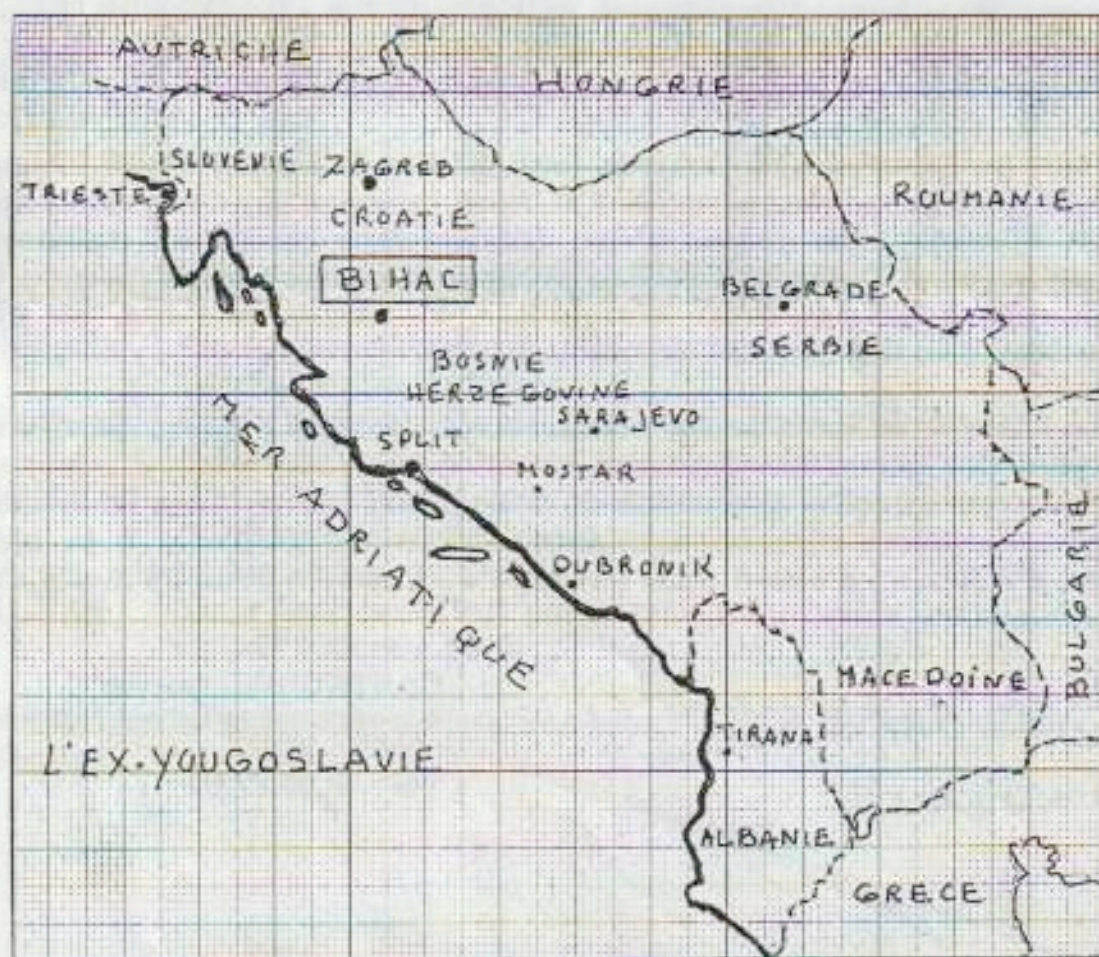 AUTRICHE
HONGRIE
SLOVENIE
ZAGREB
TRIESTE
CROATIE
ROUMANIE
BIHAC
BELGRADE
SERBIE
BOSNIE
HERZEGOVINE
SARAJEVO
SPLIT
MOSTAR
MER ADRIATIQUE
DUBRONIK
BULGARIE
MACEDOINE
TIRANA
L'EX.YOUGOSLAVIE
ALBANIE
GRECE